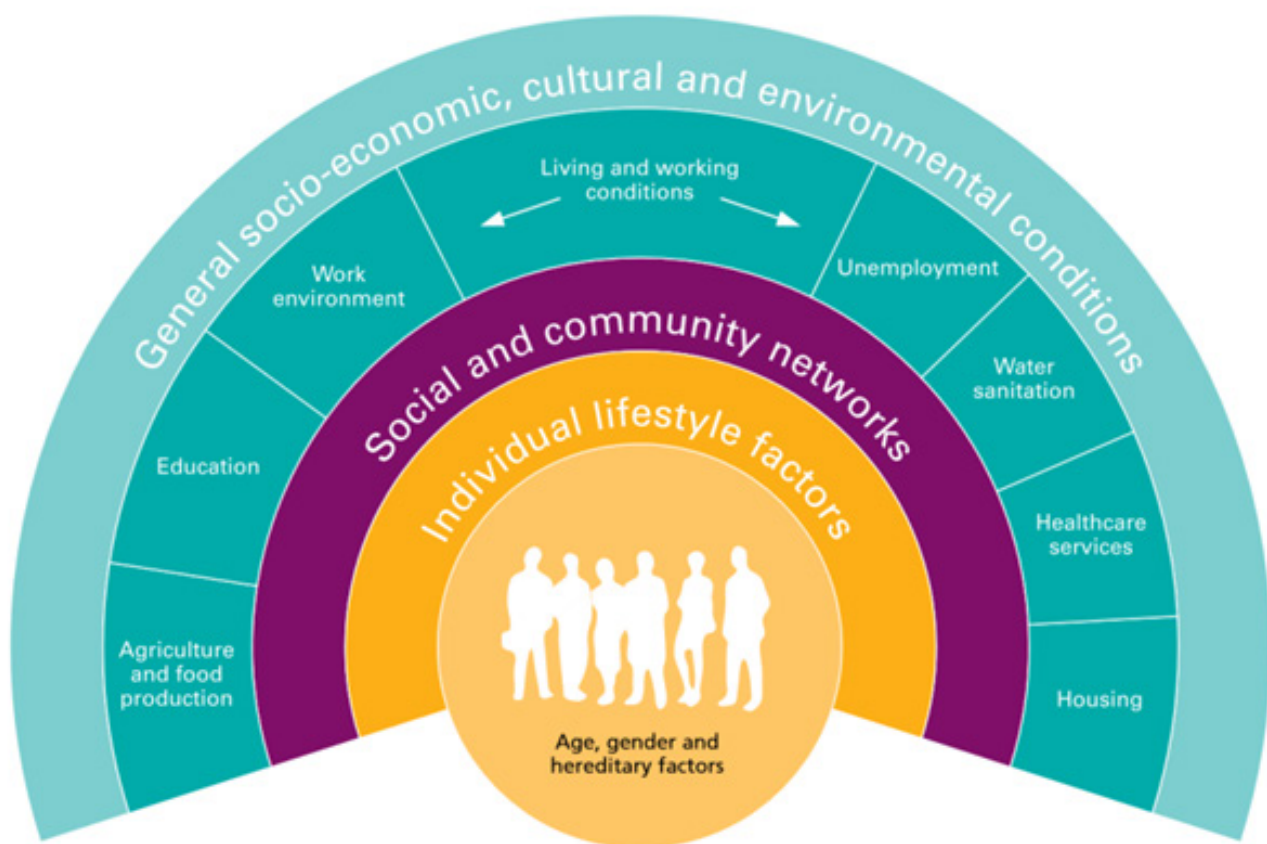 General socio-economic, cultural and environmental conditions
Living and working
conditions
Work
environment
Unemployment
Education
Water
sanitation
Agriculture
and food
production
Healthcare
services
Housing
Social and community networks
Individual lifestyle factors
Age, gender and
hereditary factors